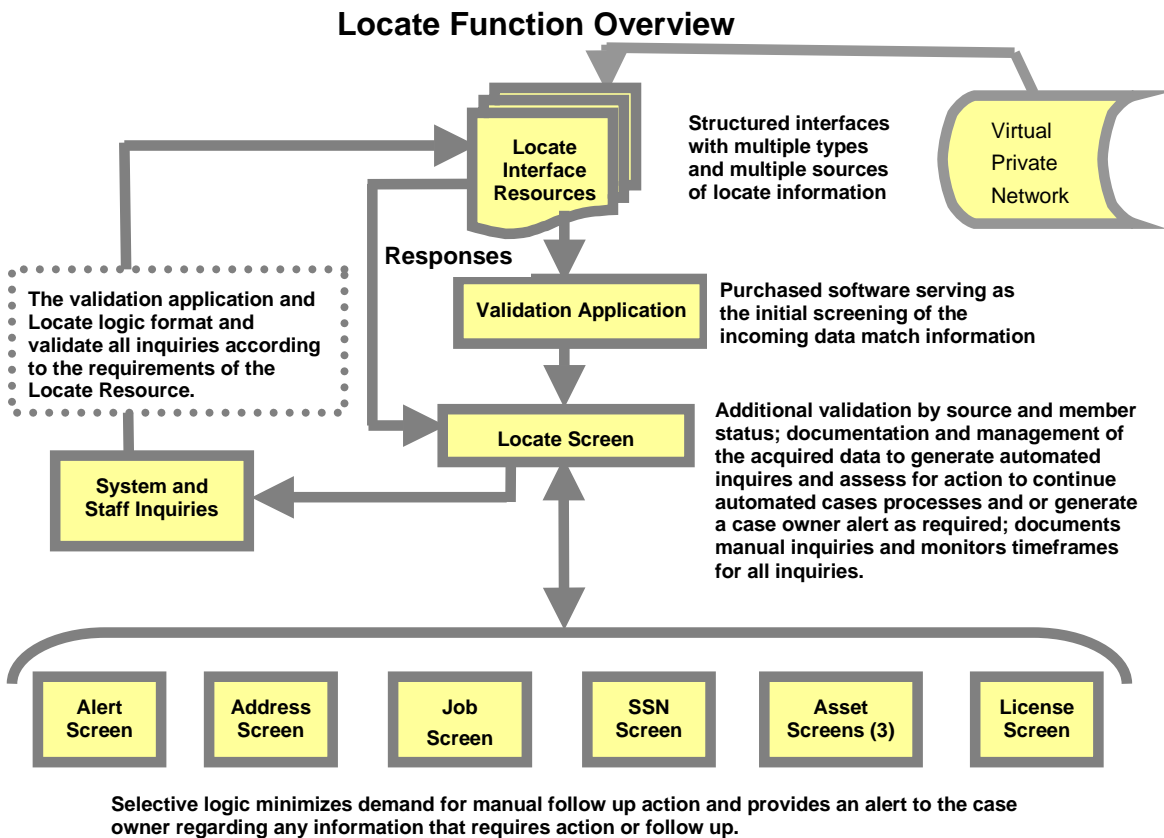 Locate Function Overview
Locate
Interface
Resources
Structured interfaces
with multiple types
and multiple sources
of locate information
Virtual
Private
Network
Responses
The validation application and
Locate logic format and
validate all inquiries according
to the requirements of the
Locate Resource.
Validation Application
Purchased software serving as
the initial screening of the
incoming data match information
Locate Screen
Additional validation by source and member
status; documentation and management of
the acquired data to generate automated
inquires and assess for action to continue
automated cases processes and or generate
a case owner alert as required; documents
manual inquiries and monitors timeframes
for all inquiries.
System and
Staff Inquiries
Alert
Screen
Address
Screen
Job
Screen
SSN
Screen
Asset
Screens (3)
License
Screen
Selective logic minimizes demand for manual follow up action and provides an alert to the case
owner regarding any information that requires action or follow up.